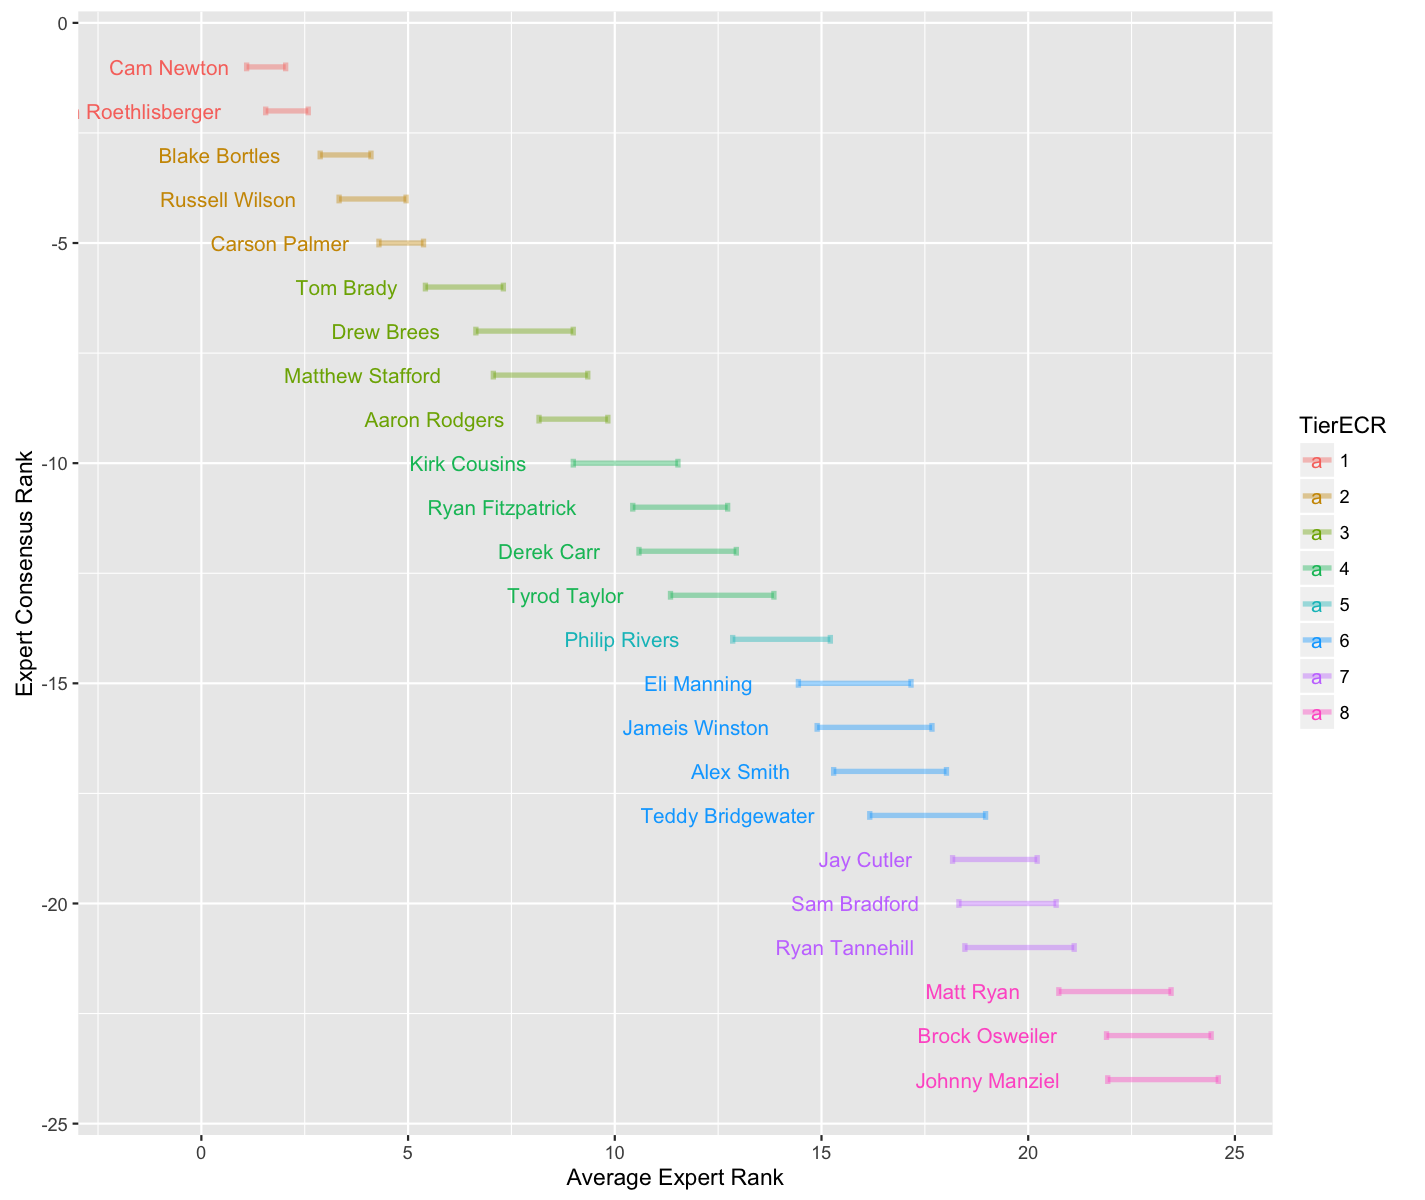 0
Cam Newton
Roethlisberger
Blake Bortles
Russell Wilson
-5
Carson Palmer
Tom Brady
Drew Brees
Matthew Stafford
Aaron Rodgers
-10
Kirk Cousins
Ryan Fitzpatrick
Derek Carr
Tyrod Taylor
Philip Rivers
-15
Eli Manning
Jameis Winston
Alex Smith
Teddy Bridgewater
Jay Cutler
-20
Sam Bradford
Ryan Tannehill
Matt Ryan
Brock Osweiler
Johnny Manziel
-25
0 5 10 15 20 25
Average Expert Rank
Expert Consensus Rank
TierECR
a 1
a 2
a 3
a 4
a 5
a 6
a 7
a 8